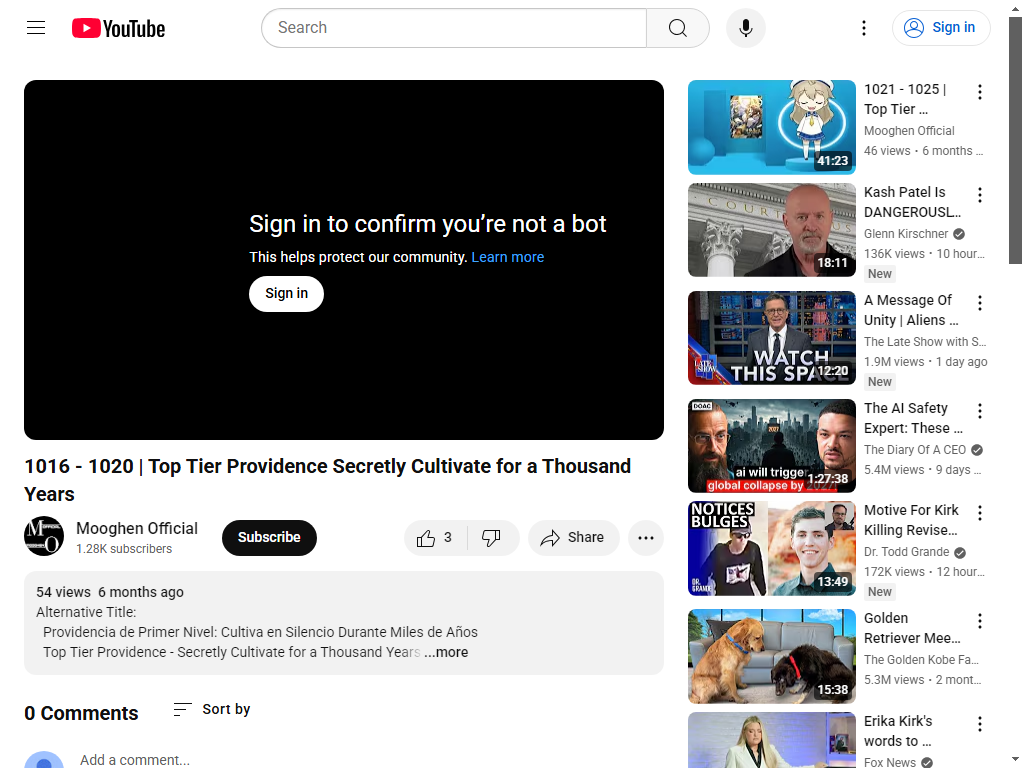 YouTube
Search
Sign in
Sign in to confirm you’re not a bot
This helps protect our community. Learn more
Sign in
1016 - 1020 | Top Tier Providence Secretly Cultivate for a Thousand
Years
Mooghen Official
1.28K subscribers
Subscribe
3
Share
54 views 6 months ago
Alternative Title:
Providencia de Primer Nivel: Cultiva en Silencio Durante Miles de Años
Top Tier Providence - Secretly Cultivate for a Thousand Years ...more
0 Comments
Sort by
Add a comment...
41:23
1021 - 1025 |
Top Tier ...
Mooghen Official
46 views • 6 months ...
COURT
18:11
Kash Patel Is
DANGEROUSL...
Glenn Kirschner
136K views • 10 hour...
New
LATE SHOW
WATCH
THIS SPACE
12:20
A Message Of
Unity | Aliens ...
The Late Show with S...
1.9M views • 1 day ago
New
DOAC
2027
ai will trigger
global collapse by 2027!
1:27:38
The AI Safety
Expert: These ...
The Diary Of A CEO
5.4M views • 9 days ...
NOTICES
BULGES
DR.
GRANDE
13:49
Motive For Kirk
Killing Revise...
Dr. Todd Grande
172K views • 12 hour...
New
15:38
Golden
Retriever Mee...
The Golden Kobe Fa...
5.3M views • 2 mont...
Erika Kirk's
words to ...
Fox News